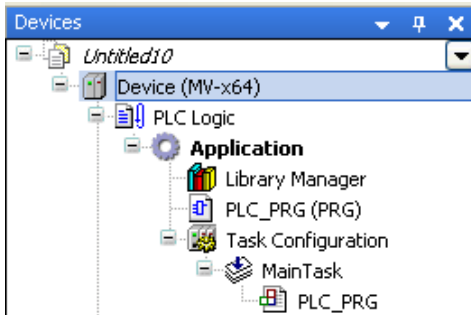 Devices
Untitled10
Device (MV-x64)
PLC Logic
Application
Library Manager
PLC_PRG (PRG)
Task Configuration
MainTask
PLC_PRG